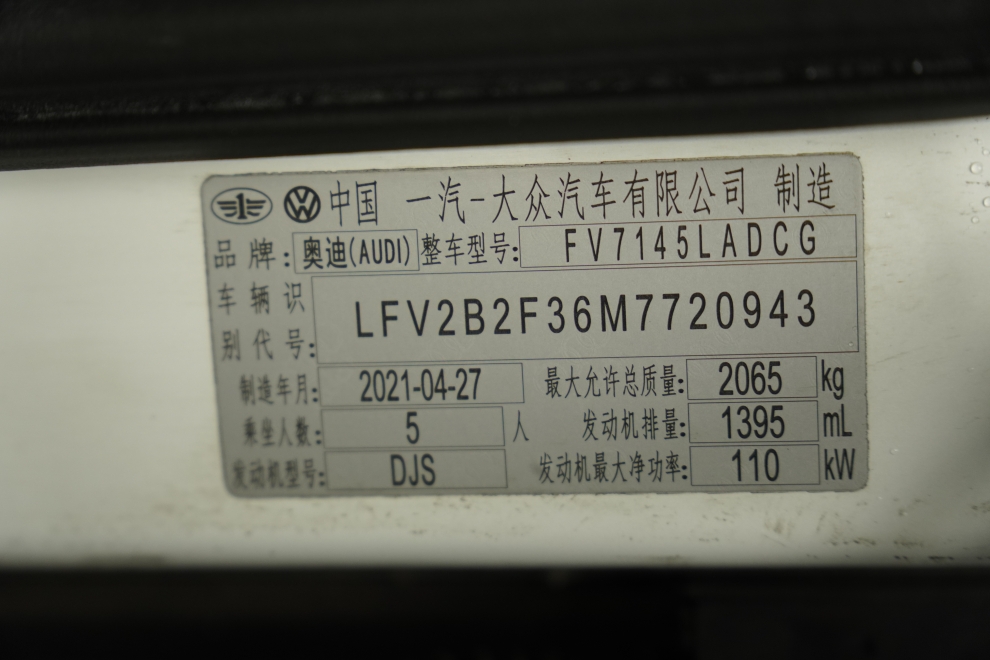 中国 一汽-大众汽车有限公司 制造
品牌: 奥迪(AUDI) 整车型号: FV7145LADCG
车辆识别代号: LFV2B2F36M7720943
制造年月: 2021-04-27 最大允许总质量: 2065 kg
乘坐人数: 5 人 发动机排量: 1395 mL
发动机型号: DJS 发动机最大净功率: 110 kW